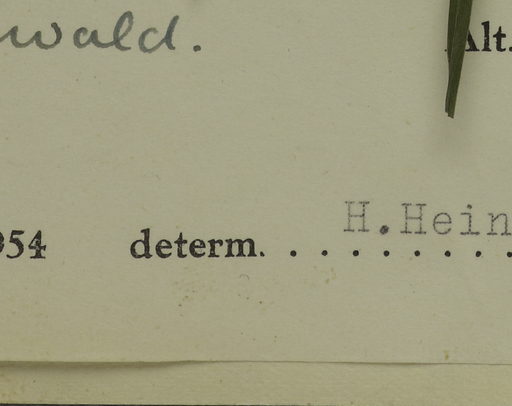 wald.
Alt.
954 determ. H.Hein